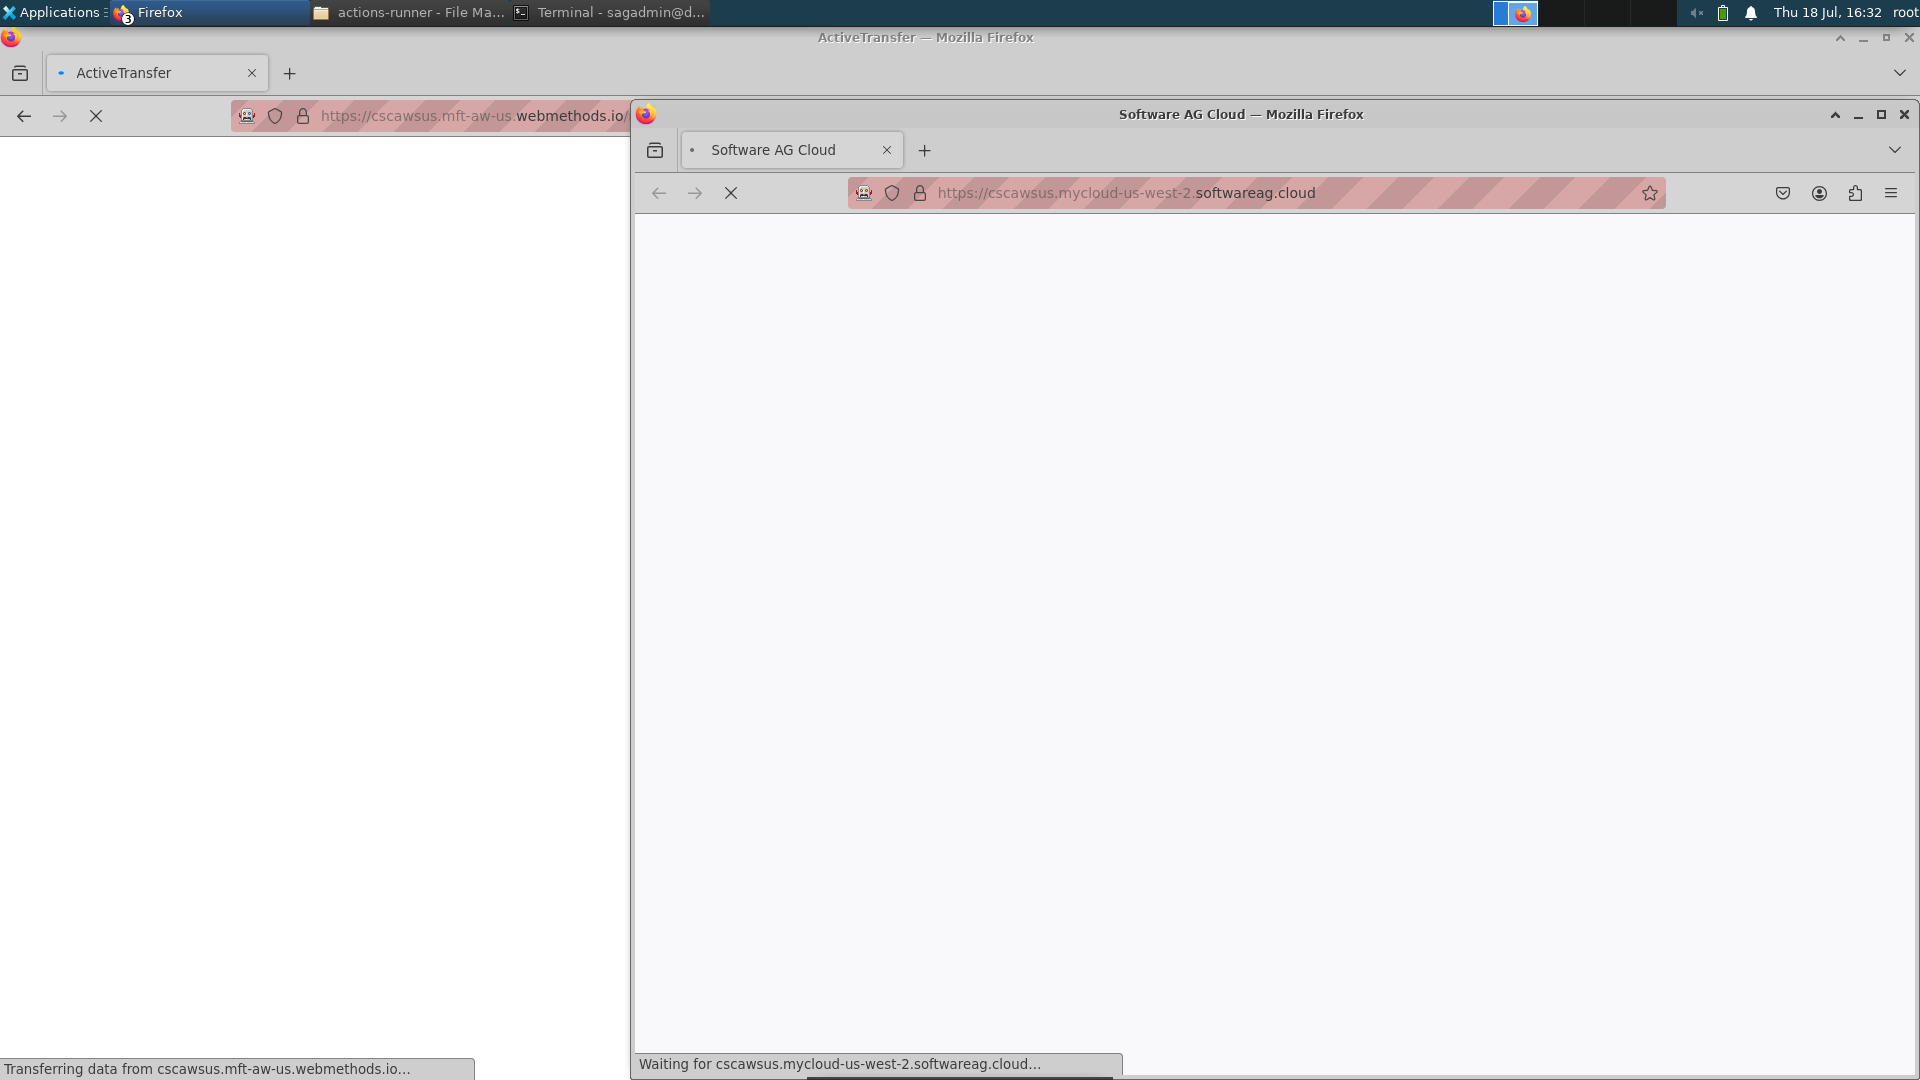 Applications
3
Firefox
actions-runner - File Ma...
Terminal - sagadmin@d...
Thu 18 Jul, 16:32
root
ActiveTransfer — Mozilla Firefox
ActiveTransfer
https://cscawsus.mft-aw-us.webmethods.io/
Software AG Cloud — Mozilla Firefox
Software AG Cloud
https://cscawsus.mycloud-us-west-2.softwareag.cloud
Waiting for cscawsus.mycloud-us-west-2.softwareag.cloud…
Transferring data from cscawsus.mft-aw-us.webmethods.io…